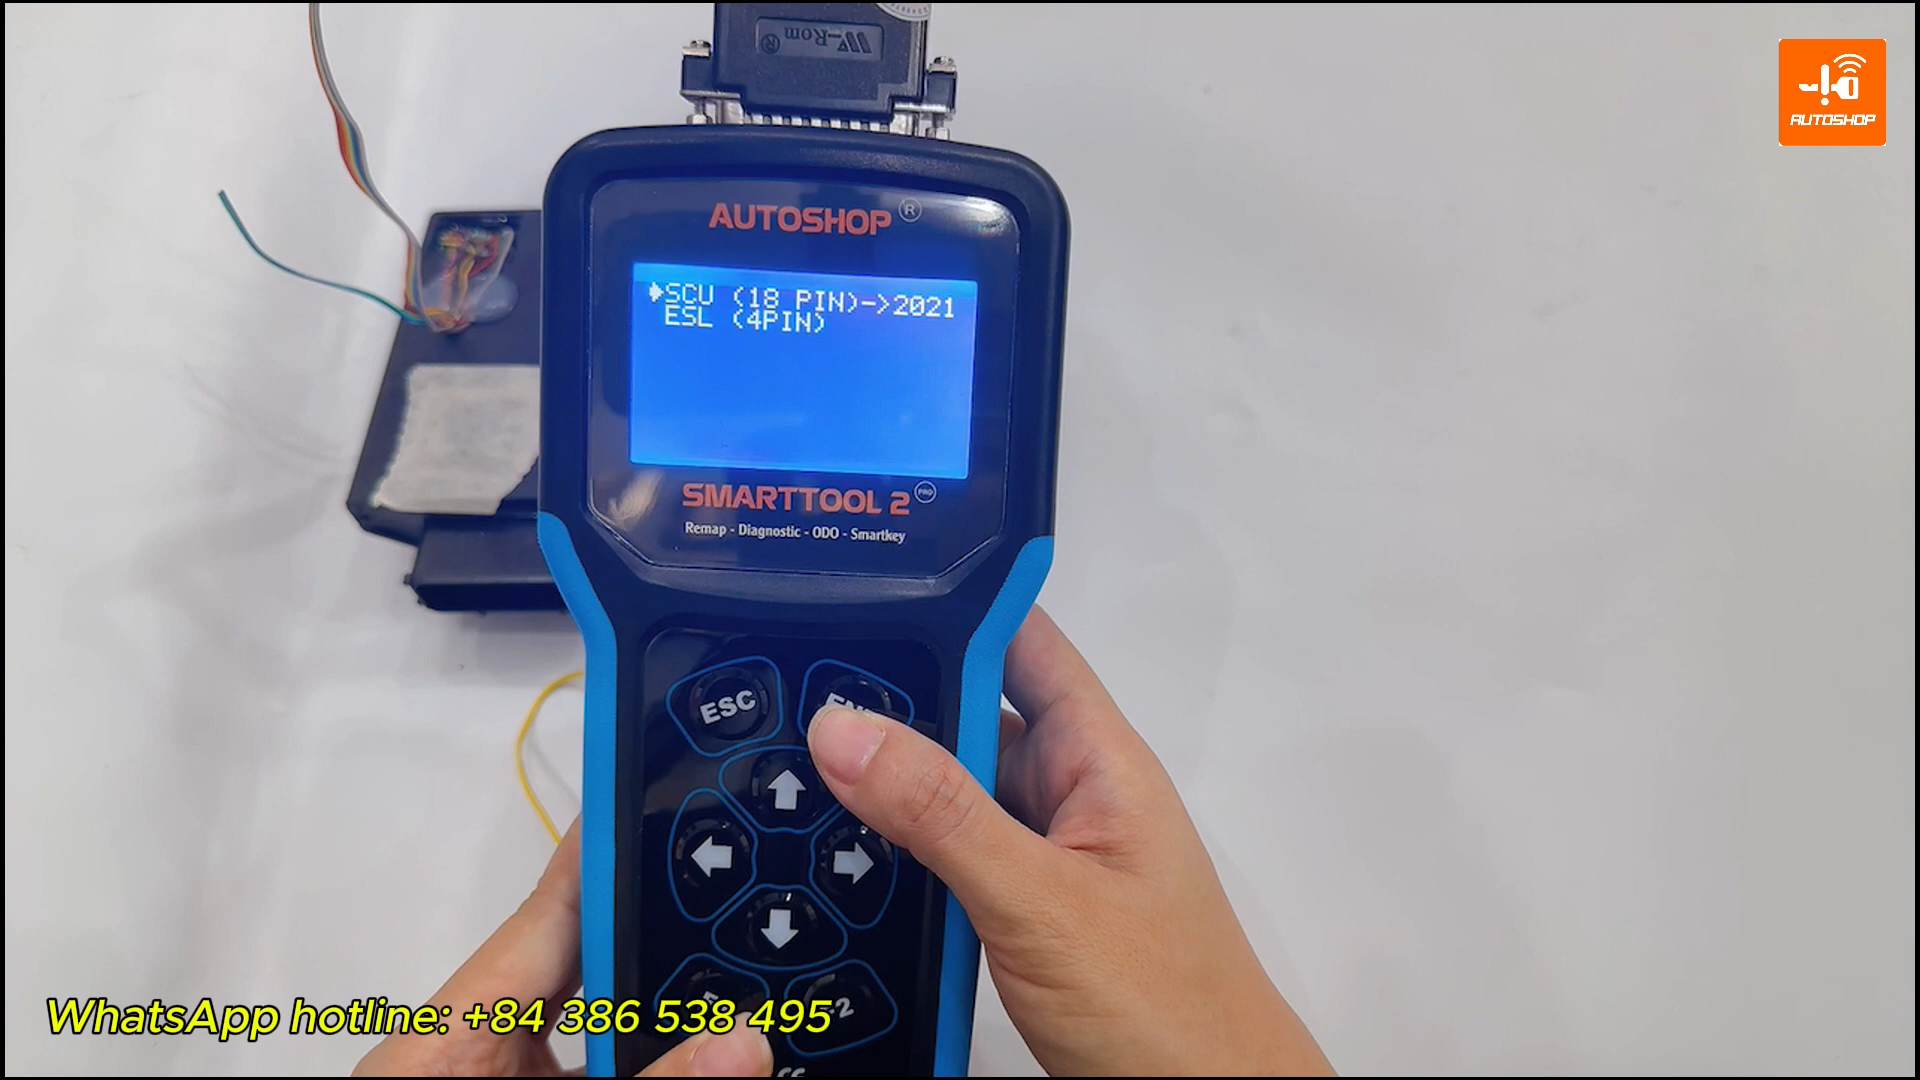 W-Rom ®
AUTOSHOP
AUTOSHOP ®
SCU (18 PIN)->2021
ESL (4PIN)
SMARTTOOL 2 PRO
Remap - Diagnostic - ODO - Smartkey
ESC
WhatsApp hotline: +84 386 538 495